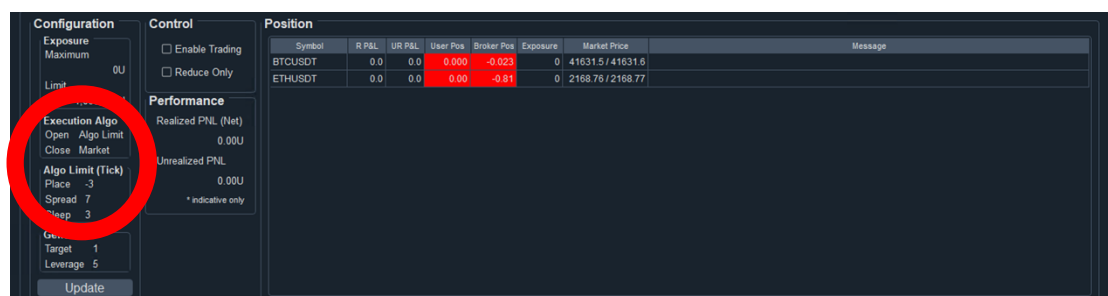 Configuration
Exposure
Maximum
0U
Limit
Execution Algo
Open Algo Limit
Close Market
Algo Limit (Tick)
Place -3
Spread 7
Sleep 3
Target 1
Leverage 5
Update
Control
Enable Trading
Reduce Only
Performance
Realized PNL (Net)
0.00U
Unrealized PNL
0.00U
* indicative only
Position
Symbol R P&L UR P&L User Pos Broker Pos Exposure Market Price Message
BTCUSDT 0.0 0.0 0.000 -0.023 0 41631.5 / 41631.6
ETHUSDT 0.0 0.0 0.00 -0.81 0 2168.76 / 2168.77